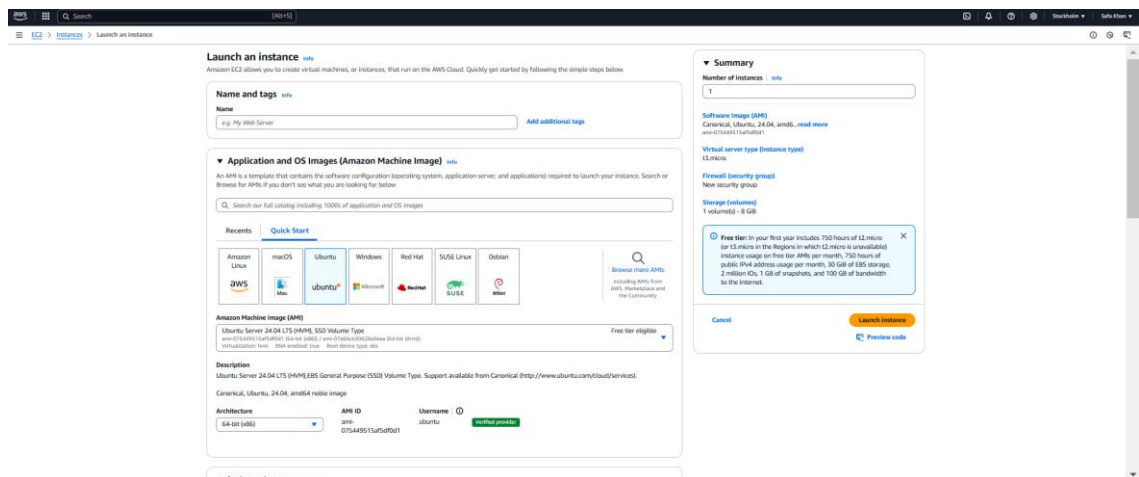 aws
Search
[Alt+S]
Stockholm
Safa Khan
EC2 > Instances > Launch an instance
Launch an instance Info
Amazon EC2 allows you to create virtual machines, or instances, that run on the AWS Cloud. Quickly get started by following the simple steps below.
Name and tags Info
Name
e.g. My Web Server
Add additional tags
Application and OS Images (Amazon Machine Image) Info
An AMI is a template that contains the software configuration (operating system, application server, and applications) required to launch your instance. Search or
Browse for AMIs if you don't see what you are looking for below
Search our full catalog including 1000s of application and OS images
Recents
Quick Start
Amazon Linux
aws
macOS
Mac
Ubuntu
ubuntu
Windows
Microsoft
Red Hat
Red Hat
SUSE Linux
SUSE
Debian
Browse more AMIs
Including AMIs from
AWS, Marketplace and
the Community
Amazon Machine Image (AMI)
Ubuntu Server 24.04 LTS (HVM), SSD Volume Type
Free tier eligible
Virtualization: hvm ENA enabled: true Root device type: ebs
Description
Ubuntu Server 24.04 LTS (HVM),EBS General Purpose (SSD) Volume Type. Support available from Canonical (http://www.ubuntu.com/cloud/services).
Canonical, Ubuntu, 24.04, amd64 noble image
Architecture
64-bit (x86)
AMI ID
ami-
075449515af5df0d1
Username
ubuntu
Verified provider
Summary
Number of instances Info
1
Software image (AMI)
Canonical, Ubuntu, 24.04, amd6...read more
ami-075449515af5df0d1
Virtual server type (instance type)
t3.micro
Firewall (security group)
New security group
Storage (volumes)
1 volume(s) - 8 GiB
Free tier: In your first year includes 750 hours of t2.micro
(or t3.micro in the Regions in which t2.micro is unavailable)
instance usage on free tier AMIs per month, 750 hours of
public IPv4 address usage per month, 30 GiB of EBS storage,
2 million IOs, 1 GB of snapshots, and 100 GB of bandwidth
to the internet.
Cancel
Launch instance
Preview code